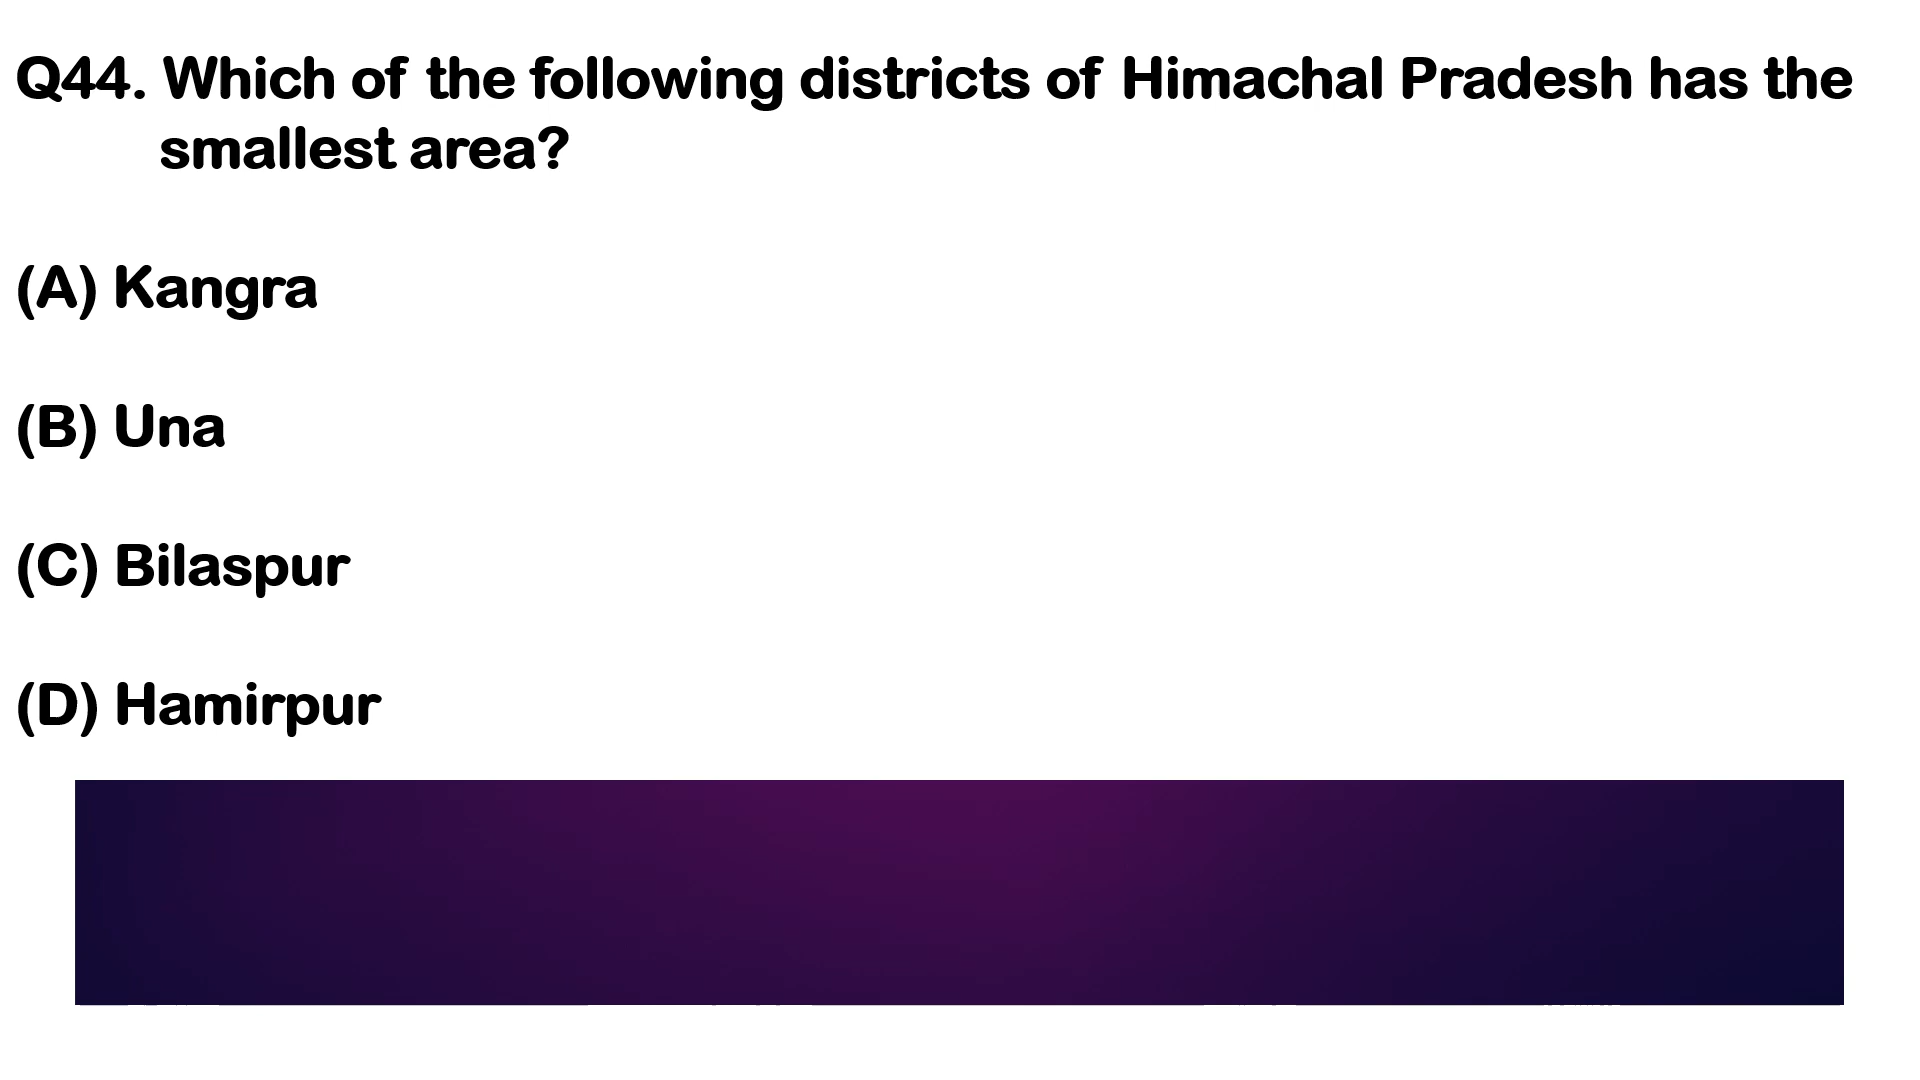 Q44. Which of the following districts of Himachal Pradesh has the
smallest area?
(A) Kangra
(B) Una
(C) Bilaspur
(D) Hamirpur